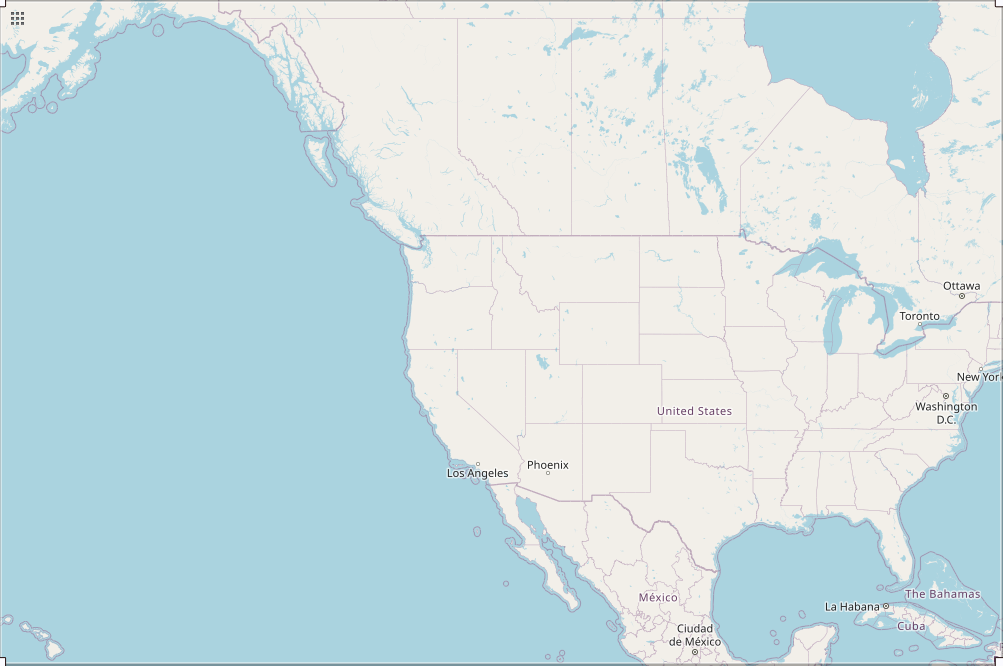 Ottawa
Toronto
New Yor
United States
Washington
D.C.
Phoenix
Los Angeles
México
The Bahamas
La Habana
Cuba
Ciudad
de México